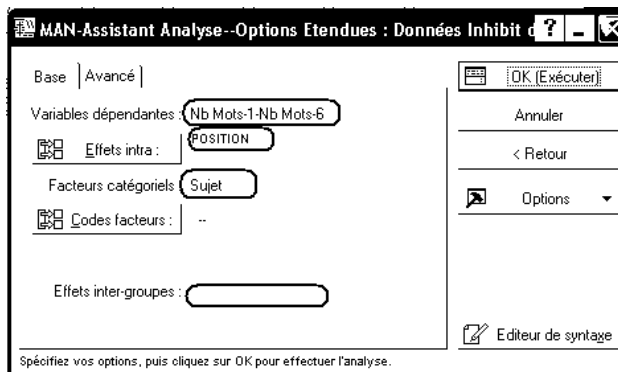 MAN-Assistant Analyse--Options Etendues : Données Inhibit d
Base Avancé
OK (Exécuter)
Variables dépendantes : Nb Mots-1-Nb Mots-6
Annuler
Effets intra : POSITION
< Retour
Facteurs catégoriels Sujet
Options
Codes facteurs : --
Effets inter-groupes :
Editeur de syntaxe
Spécifiez vos options, puis cliquez sur OK pour effectuer l'analyse.